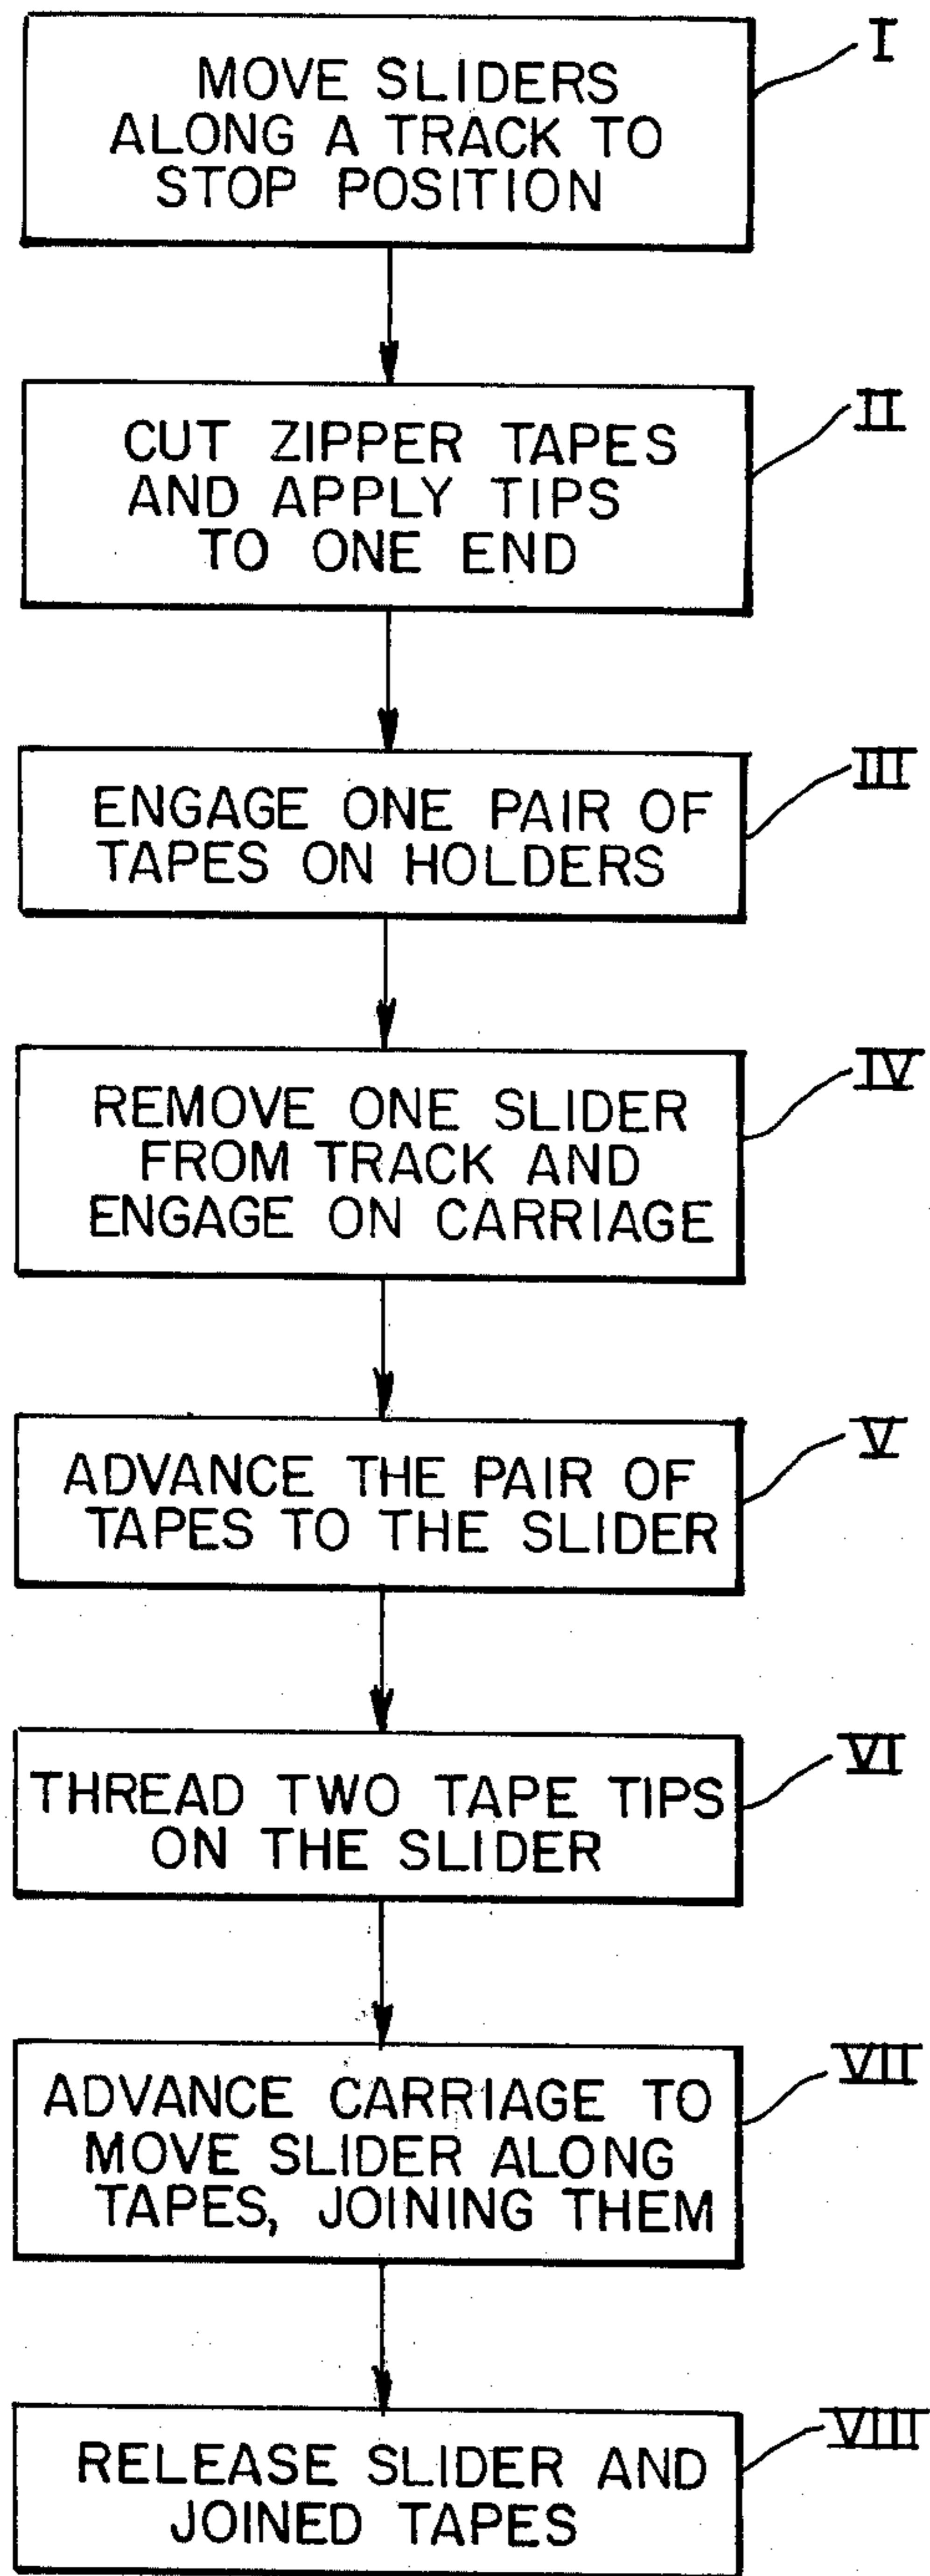 MOVE SLIDERS
ALONG A TRACK TO
STOP POSITION
I
CUT ZIPPER TAPES
AND APPLY TIPS
TO ONE END
II
ENGAGE ONE PAIR OF
TAPES ON HOLDERS
III
REMOVE ONE SLIDER
FROM TRACK AND
ENGAGE ON CARRIAGE
IV
ADVANCE THE PAIR OF
TAPES TO THE SLIDER
V
THREAD TWO TAPE TIPS
ON THE SLIDER
VI
ADVANCE CARRIAGE TO
MOVE SLIDER ALONG
TAPES, JOINING THEM
VII
RELEASE SLIDER AND
JOINED TAPES
VIII